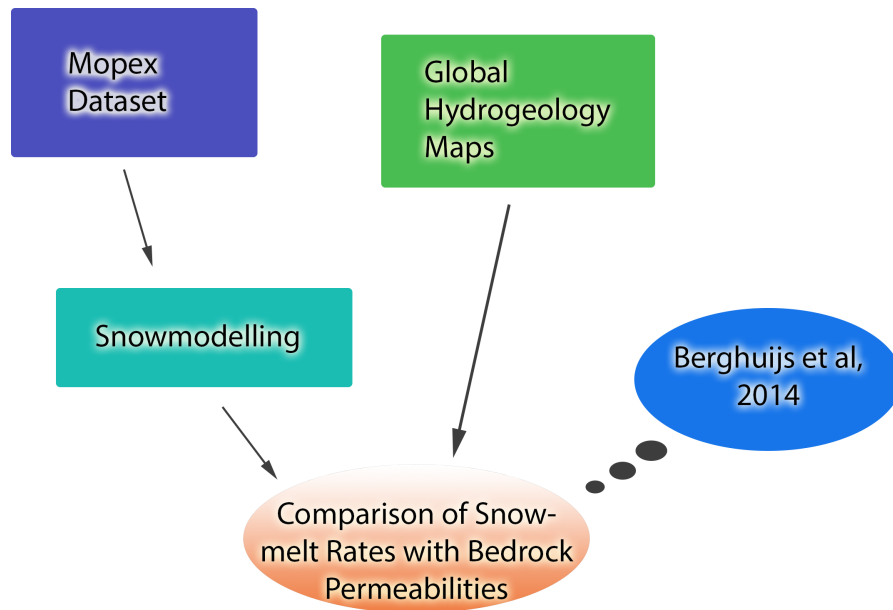 Mopex
Dataset
Global
Hydrogeology
Maps
Snowmodelling
Berghuijs et al,
2014
Comparison of Snow-
melt Rates with Bedrock
Permeabilities